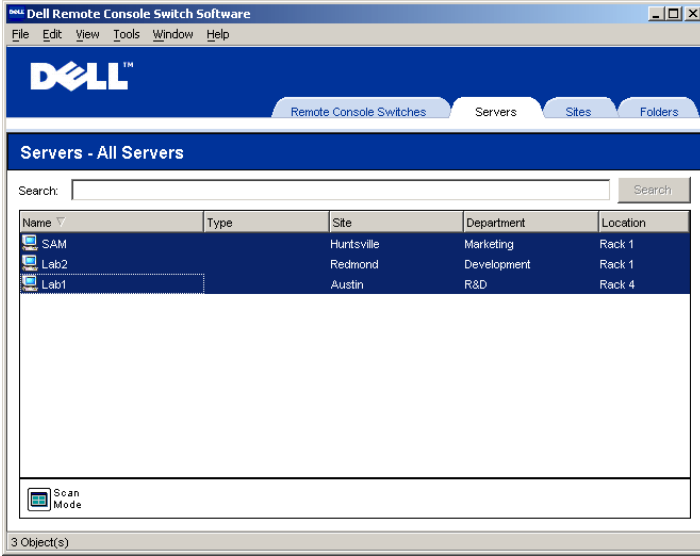 DELL Dell Remote Console Switch Software
File Edit View Tools Window Help
DELL™
Remote Console Switches Servers Sites Folders
Servers - All Servers
Search: Search
Name Type Site Department Location
SAM Huntsville Marketing Rack 1
Lab2 Redmond Development Rack 1
Lab1 Austin R&D Rack 4
Scan
Mode
3 Object(s)